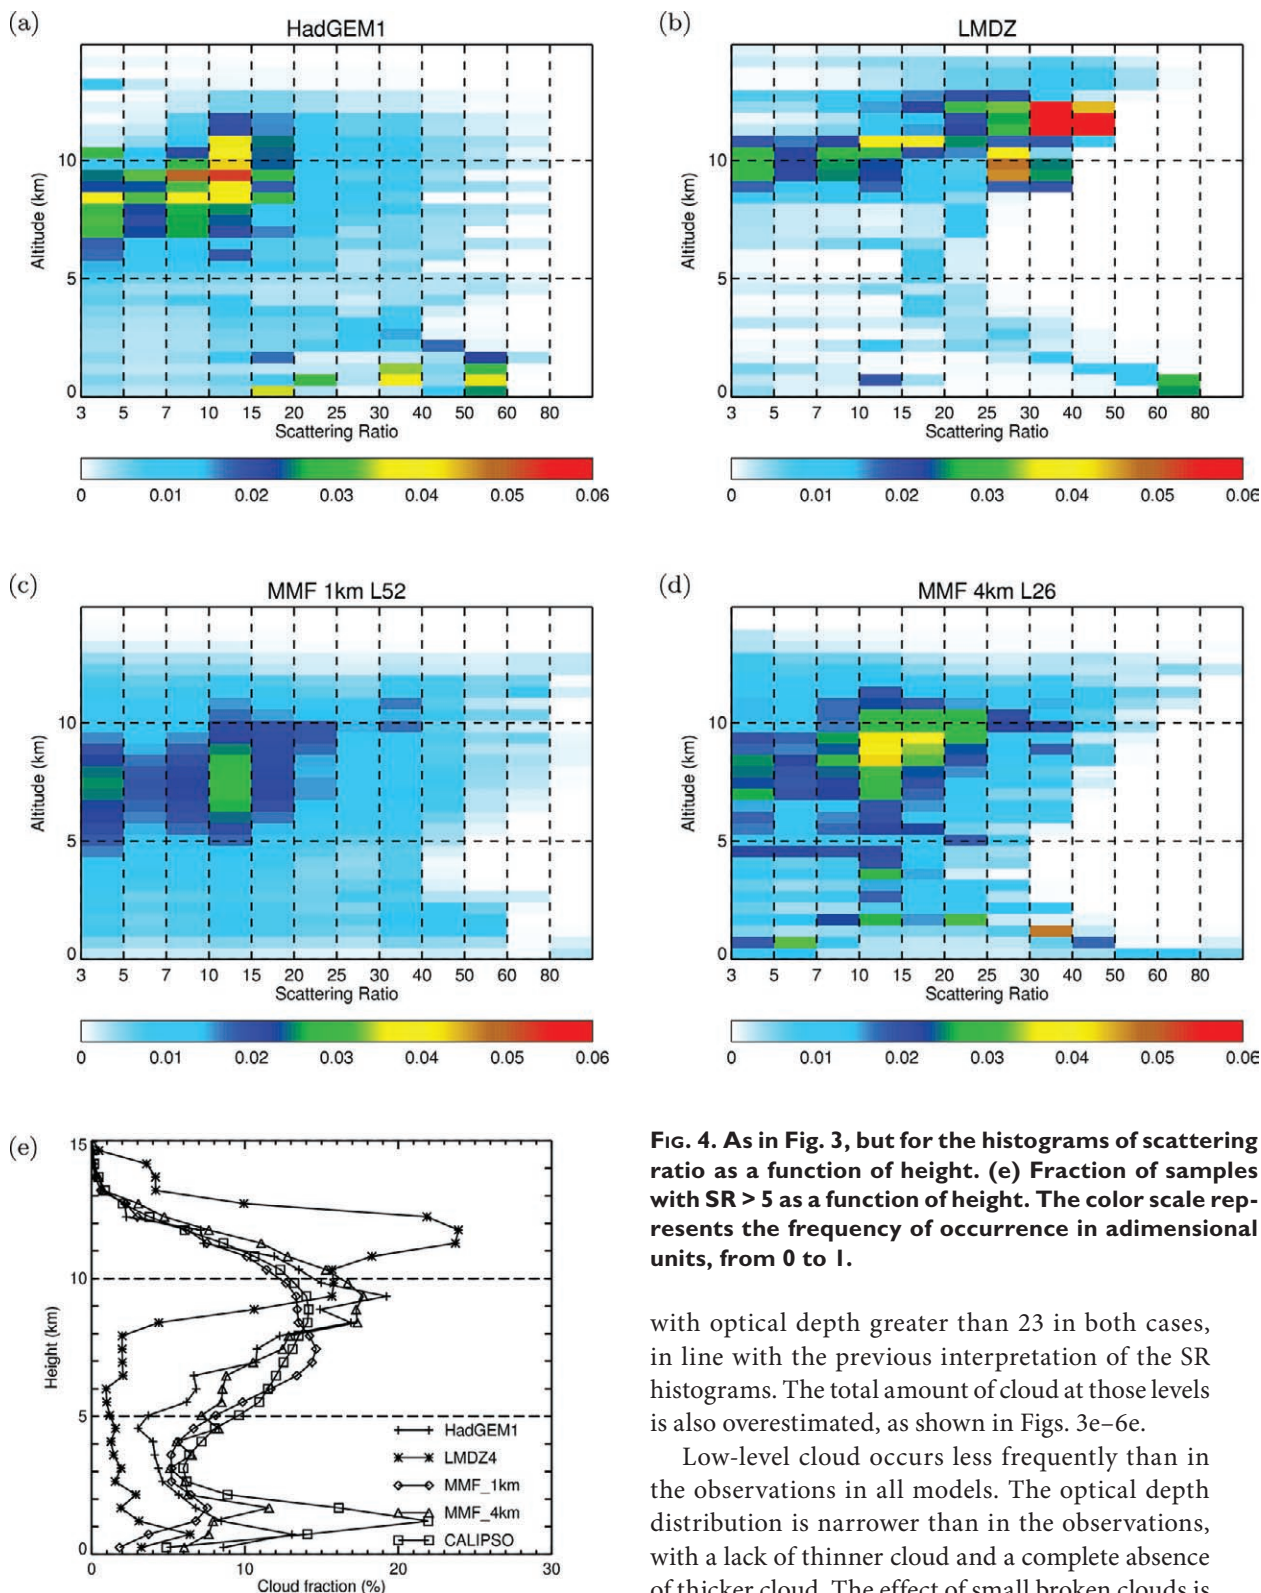 (a)
HadGEM1
Altitude (km)
10
5
0
3 5 7 10 15 20 25 30 40 50 60 80
Scattering Ratio
0 0.01 0.02 0.03 0.04 0.05 0.06
(b)
LMDZ
Altitude (km)
10
5
0
3 5 7 10 15 20 25 30 40 50 60 80
Scattering Ratio
0 0.01 0.02 0.03 0.04 0.05 0.06
(c)
MMF 1km L52
Altitude (km)
10
5
0
3 5 7 10 15 20 25 30 40 50 60 80
Scattering Ratio
0 0.01 0.02 0.03 0.04 0.05 0.06
(d)
MMF 4km L26
Altitude (km)
10
5
0
3 5 7 10 15 20 25 30 40 50 60 80
Scattering Ratio
0 0.01 0.02 0.03 0.04 0.05 0.06
(e)
Height (km)
15
10
5
0
HadGEM1
LMDZ4
MMF_1km
MMF_4km
CALIPSO
0 10 20 30
Cloud fraction (%)
FIG. 4. As in Fig. 3, but for the histograms of scattering
ratio as a function of height. (e) Fraction of samples
with SR > 5 as a function of height. The color scale rep-
resents the frequency of occurrence in adimensional
units, from 0 to 1.
with optical depth greater than 23 in both cases,
in line with the previous interpretation of the SR
histograms. The total amount of cloud at those levels
is also overestimated, as shown in Figs. 3e–6e.
Low-level cloud occurs less frequently than in
the observations in all models. The optical depth
distribution is narrower than in the observations,
with a lack of thinner cloud and a complete absence
of thicker cloud. The effect of small broken clouds is